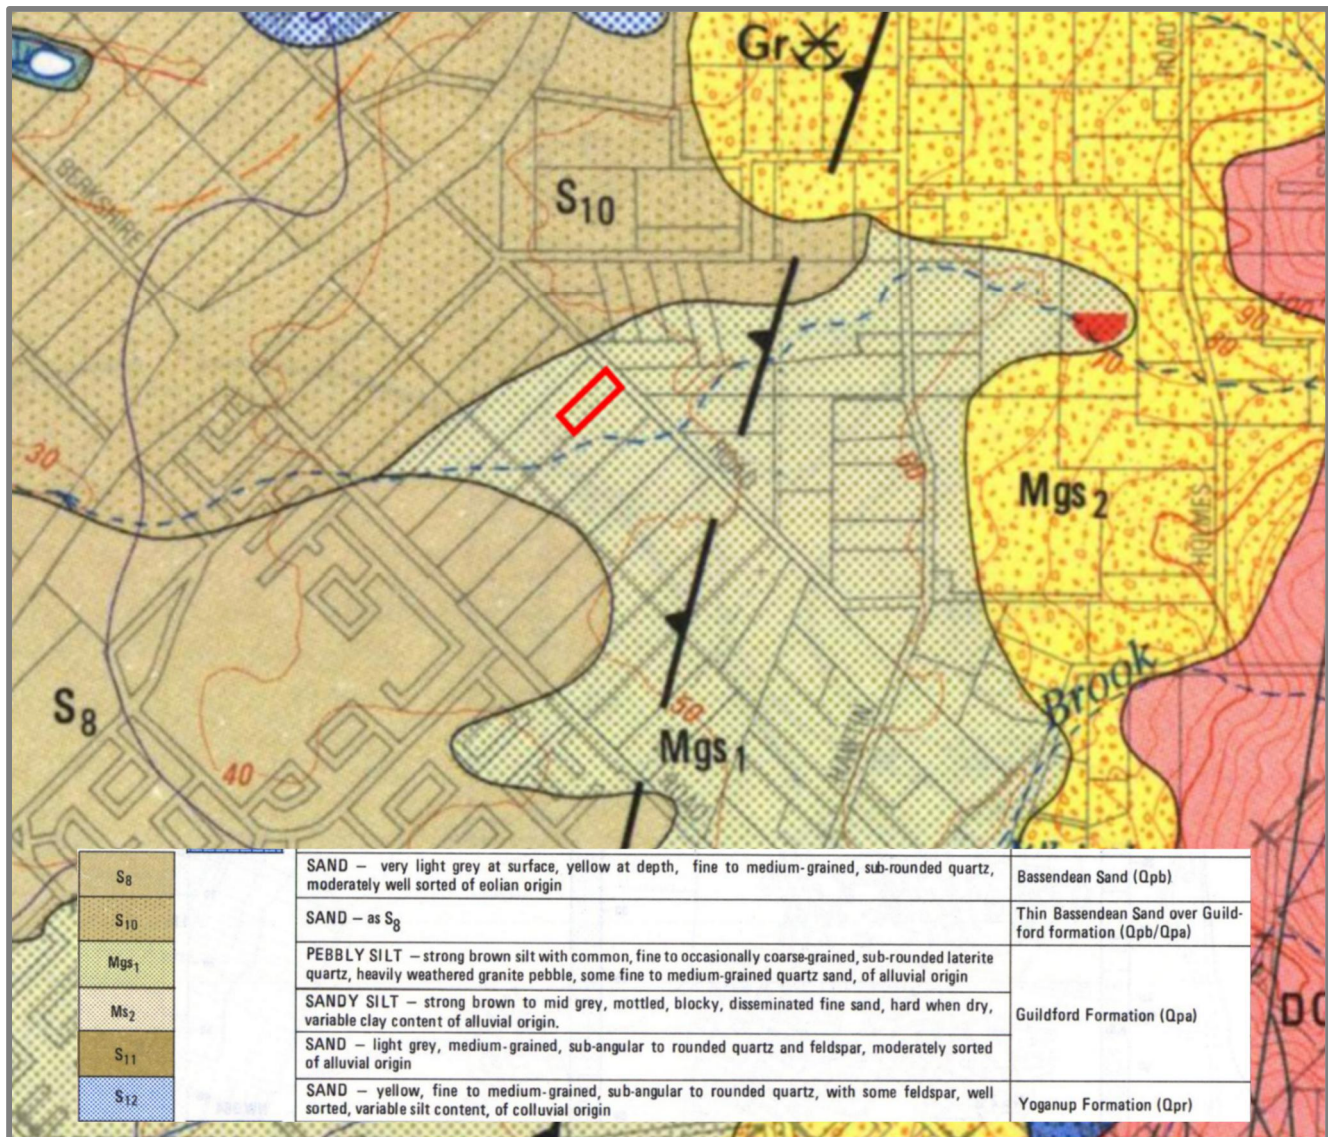 Gr
ROAD
BERKSHIRE
S10
100
90
80
70
30
ROAD
60
Mgs2
HOLMES
Brook
S8
50
Mgs1
HAWTIN
40
ROAD
S8 SAND – very light grey at surface, yellow at depth, fine to medium-grained, sub-rounded quartz,
moderately well sorted of eolian origin
Bassendean Sand (Qpb)
S10 SAND – as S8
Thin Bassendean Sand over Guild-
ford formation (Qpb/Qpa)
Mgs1 PEBBLY SILT – strong brown silt with common, fine to occasionally coarse-grained, sub-rounded laterite
quartz, heavily weathered granite pebble, some fine to medium-grained quartz sand, of alluvial origin
Ms2 SANDY SILT – strong brown to mid grey, mottled, blocky, disseminated fine sand, hard when dry,
variable clay content of alluvial origin.
Guildford Formation (Qpa)
S11 SAND – light grey, medium-grained, sub-angular to rounded quartz and feldspar, moderately sorted
of alluvial origin
S12 SAND – yellow, fine to medium-grained, sub-angular to rounded quartz, with some feldspar, well
sorted, variable silt content, of colluvial origin
Yoganup Formation (Qpr)